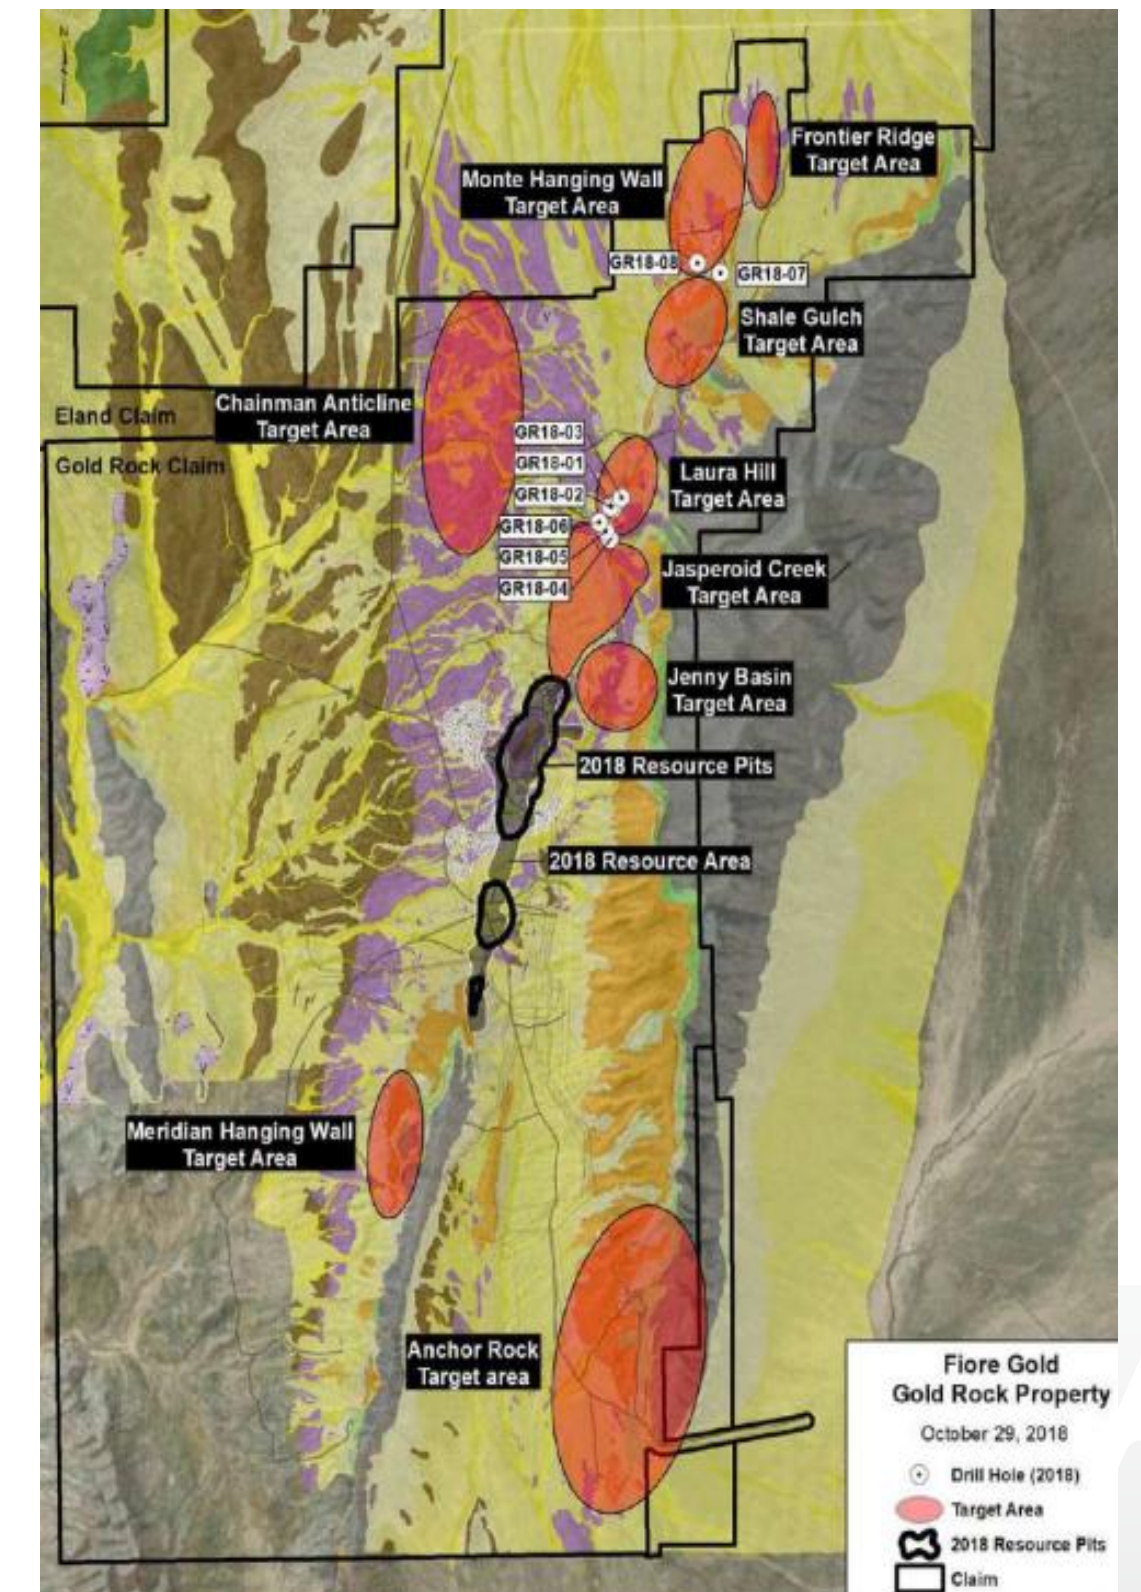 N
Frontier Ridge
Target Area
Monte Hanging Wall
Target Area
GR18-08
GR18-07
Shale Gulch
Target Area
Chainman Anticline
Target Area
Eland Claim
Gold Rock Claim
GR18-03
GR18-01
GR18-02
GR18-06
GR18-05
GR18-04
Laura Hill
Target Area
Jasperoid Creek
Target Area
Jenny Basin
Target Area
2018 Resource Pits
2018 Resource Area
Meridian Hanging Wall
Target Area
Anchor Rock
Target area
Fiore Gold
Gold Rock Property
October 29, 2018
Drill Hole (2018)
Target Area
2018 Resource Pits
Claim